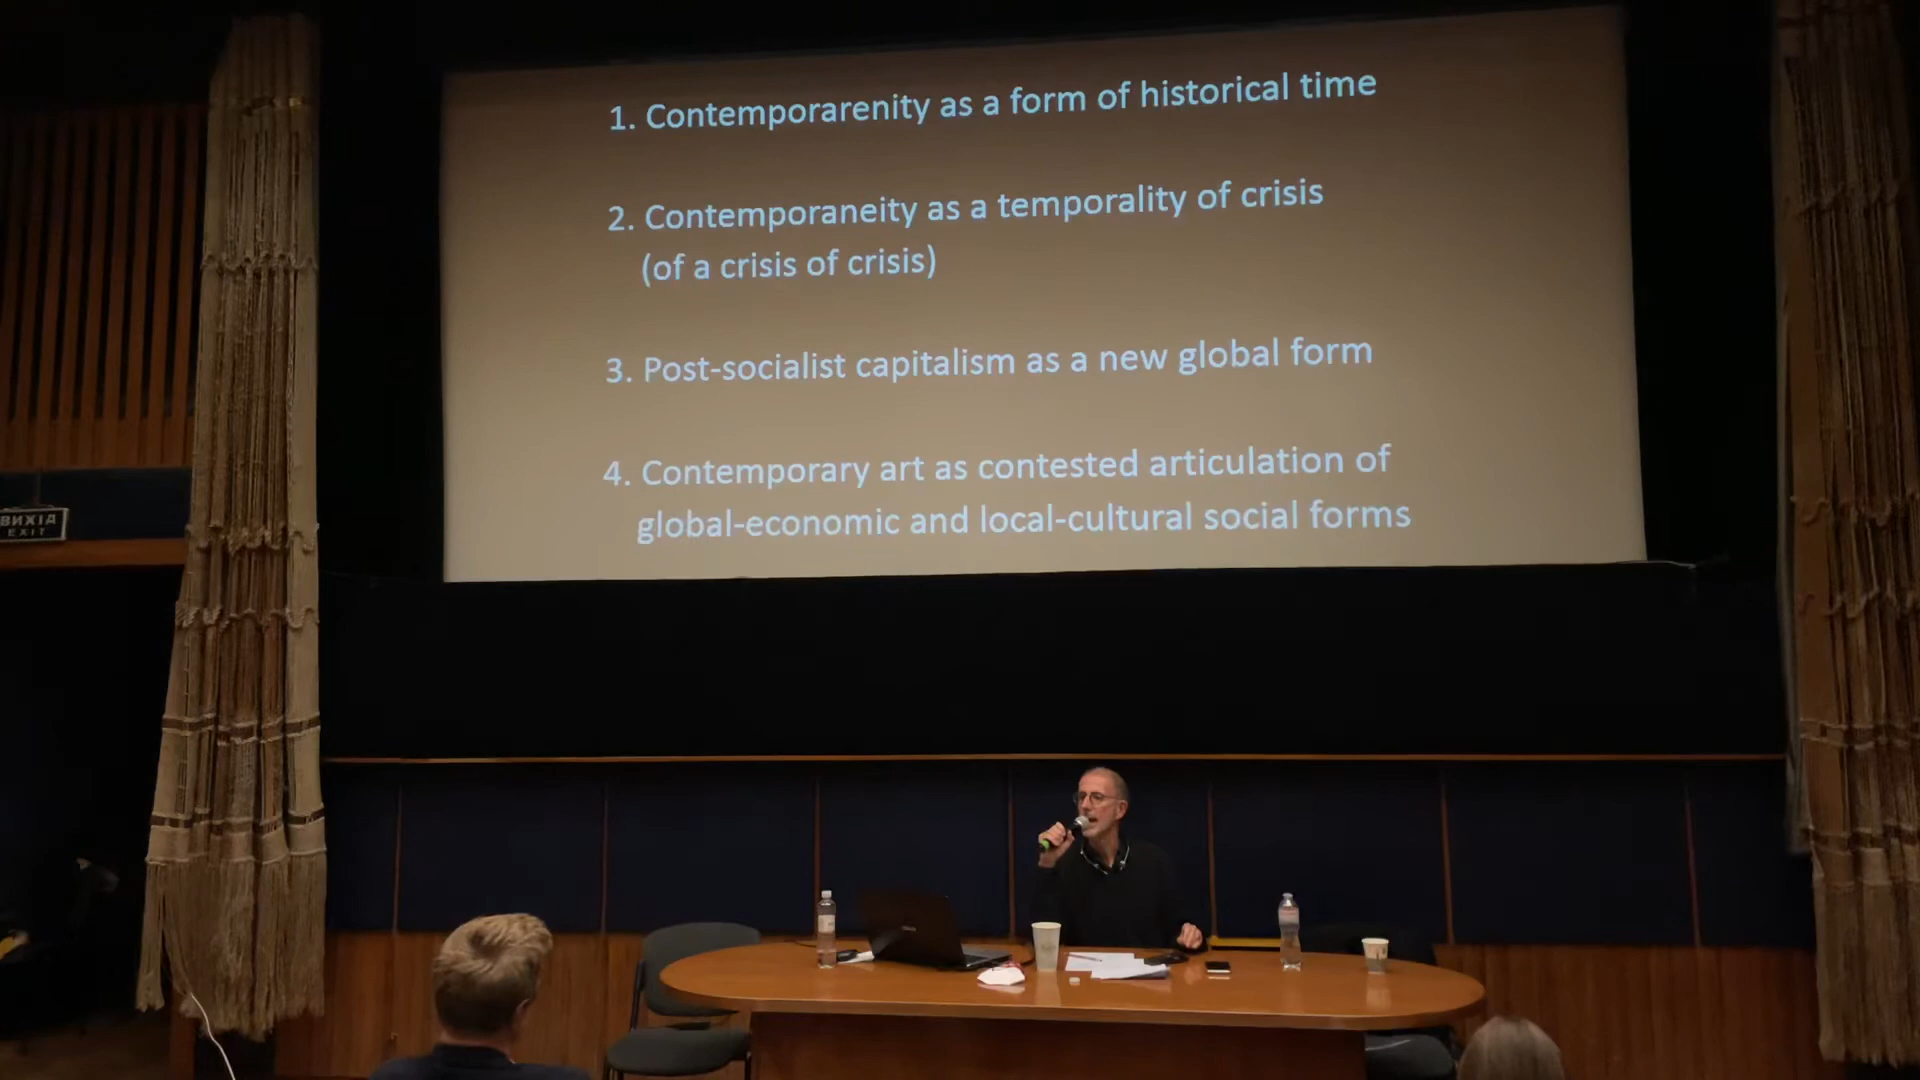 1. Contemporarenity as a form of historical time
2. Contemporaneity as a temporality of crisis
(of a crisis of crisis)
3. Post-socialist capitalism as a new global form
4. Contemporary art as contested articulation of
global-economic and local-cultural social forms
ВИХІД
EXIT